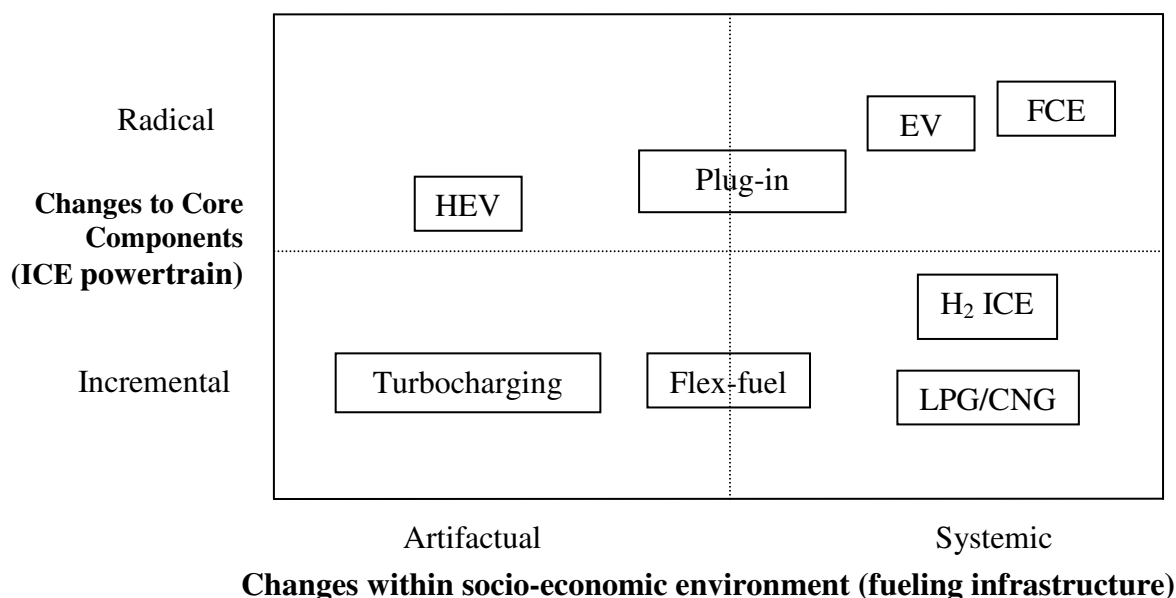 Radical
EV
FCE
Plug-in
Changes to Core
Components
(ICE powertrain)
HEV
H₂ ICE
Incremental
Turbocharging
Flex-fuel
LPG/CNG
Artifactual
Systemic
Changes within socio-economic environment (fueling infrastructure)